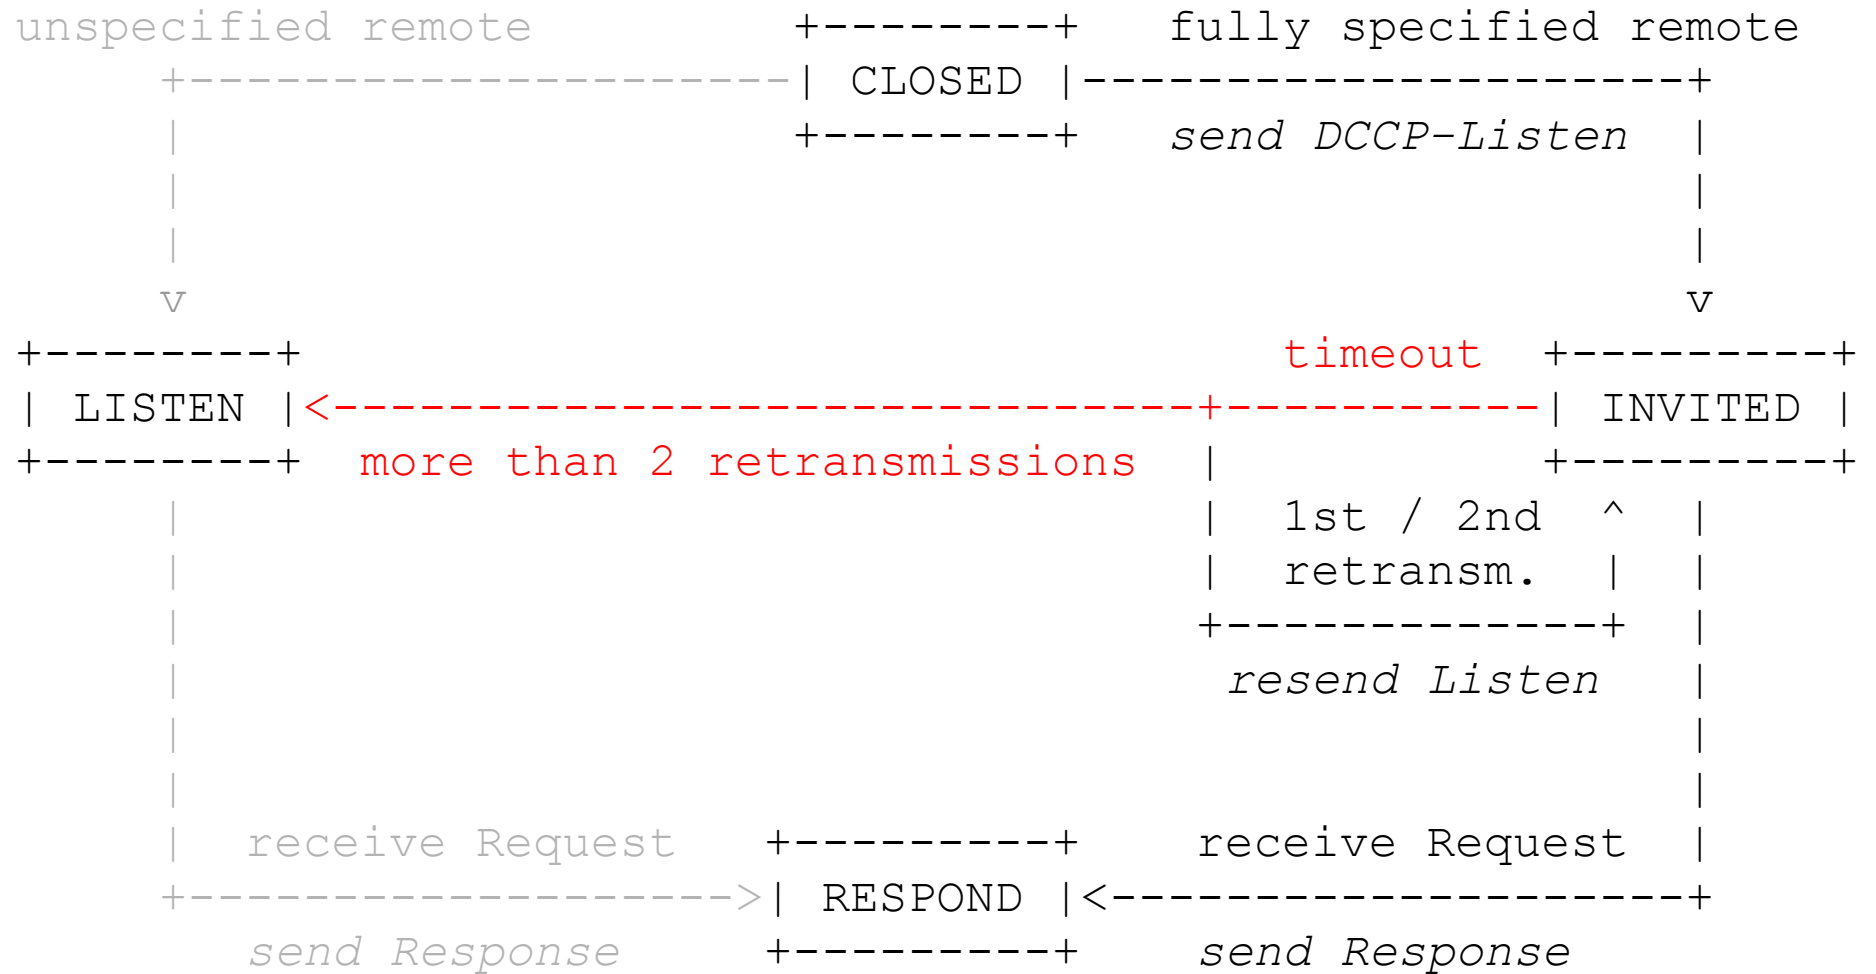 unspecified remote          +--------+   fully specified remote
     +---------------------| CLOSED |---------------------+
     |                     +--------+   send DCCP-Listen  |
     |                                                    |
     |                                                    |
     v                                                    v
+--------+                                  timeout  +---------+
| LISTEN |<------------------------------+-----------| INVITED |
+--------+  more than 2 retransmissions  |           +---------+
     |                                   |  1st / 2nd  ^  |
     |                                   |  retransm.  |  |
     |                                   +-------------+  |
     |                                    resend Listen   |
     |                                                    |
     |                                                    |
     |  receive Request   +---------+    receive Request  |
     +------------------->| RESPOND |<--------------------+
        send Response     +---------+    send Response